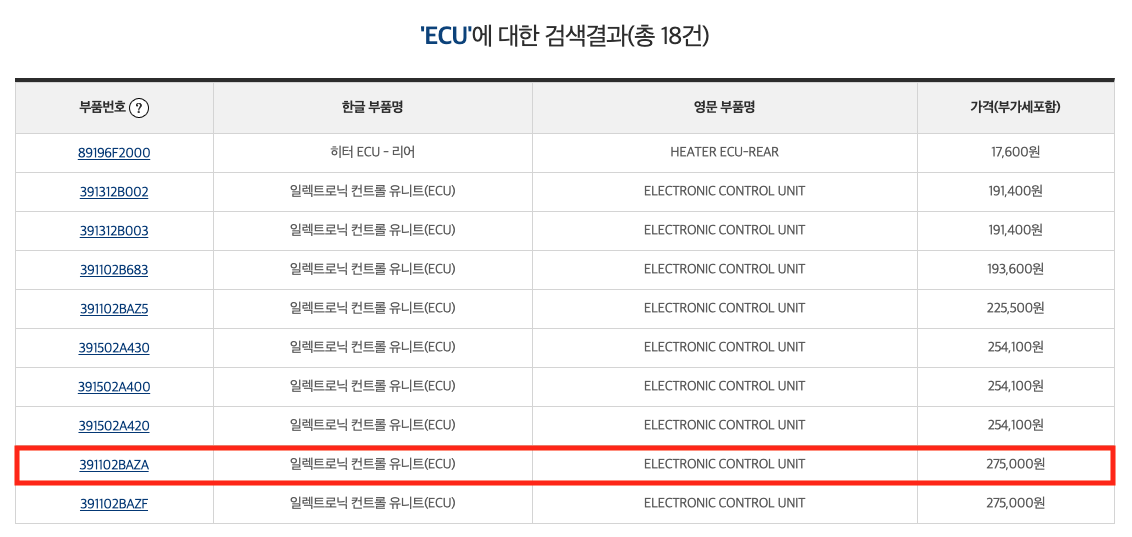 'ECU'에 대한 검색결과(총 18건)
부품번호 ? 한글 부품명 영문 부품명 가격(부가세포함)
89196F2000 히터 ECU - 리어 HEATER ECU-REAR 17,600원
391312B002 일렉트로닉 컨트롤 유니트(ECU) ELECTRONIC CONTROL UNIT 191,400원
391312B003 일렉트로닉 컨트롤 유니트(ECU) ELECTRONIC CONTROL UNIT 191,400원
391102B683 일렉트로닉 컨트롤 유니트(ECU) ELECTRONIC CONTROL UNIT 193,600원
391102BAZ5 일렉트로닉 컨트롤 유니트(ECU) ELECTRONIC CONTROL UNIT 225,500원
391502A430 일렉트로닉 컨트롤 유니트(ECU) ELECTRONIC CONTROL UNIT 254,100원
391502A400 일렉트로닉 컨트롤 유니트(ECU) ELECTRONIC CONTROL UNIT 254,100원
391502A420 일렉트로닉 컨트롤 유니트(ECU) ELECTRONIC CONTROL UNIT 254,100원
391102BAZA 일렉트로닉 컨트롤 유니트(ECU) ELECTRONIC CONTROL UNIT 275,000원
391102BAZF 일렉트로닉 컨트롤 유니트(ECU) ELECTRONIC CONTROL UNIT 275,000원